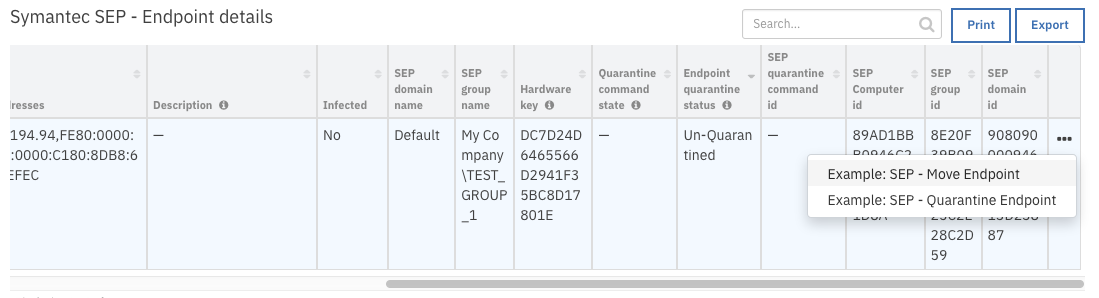 Symantec SEP - Endpoint details
Search...
Print
Export
resses
Description
Infected
SEP
domain
name
SEP
group
name
Hardware
key
Quarantine
command
state
Endpoint
quarantine
status
SEP
quarantine
command
id
SEP
Computer
id
SEP
group
id
SEP
domain
id
194.94,FE80:0000:
:0000:C180:8DB8:6
EFEC
—
No
Default
My Co
mpany
\TEST_
GROUP
_1
DC7D24D
6465566
D2941F3
5BC8D17
801E
—
Un-Quaran
tined
—
89AD1BB
8E20F
908090
Example: SEP - Move Endpoint
Example: SEP - Quarantine Endpoint
28C2D
59
87